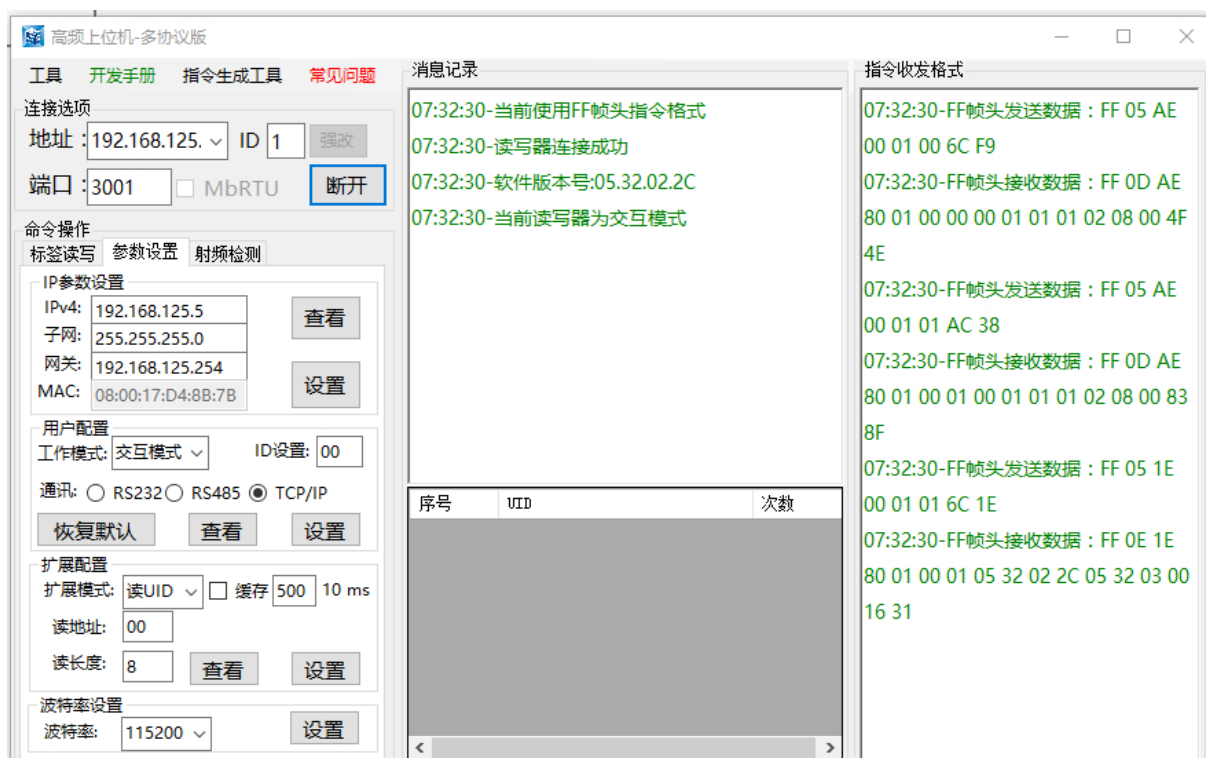 高频上位机-多协议版
工具 开发手册 指令生成工具 常见问题
连接选项
地址 : 192.168.125. ID 1 强改
端口 : 3001 MbRTU 断开
命令操作
标签读写 参数设置 射频检测
IP参数设置
IPv4: 192.168.125.5 查看
子网: 255.255.255.0
网关: 192.168.125.254
MAC: 08:00:17:D4:8B:7B 设置
用户配置
工作模式: 交互模式 ID设置: 00
通讯: RS232 RS485 TCP/IP
恢复默认 查看 设置
扩展配置
扩展模式: 读UID 缓存 500 10 ms
读地址: 00
读长度: 8 查看 设置
波特率设置
波特率: 115200 设置
消息记录
07:32:30-当前使用FF帧头指令格式
07:32:30-读写器连接成功
07:32:30-软件版本号:05.32.02.2C
07:32:30-当前读写器为交互模式
序号 UID 次数
指令收发格式
07:32:30-FF帧头发送数据：FF 05 AE
00 01 00 6C F9
07:32:30-FF帧头接收数据：FF 0D AE
80 01 00 00 00 01 01 01 02 08 00 4F
4E
07:32:30-FF帧头发送数据：FF 05 AE
00 01 01 AC 38
07:32:30-FF帧头接收数据：FF 0D AE
80 01 00 01 00 01 01 01 02 08 00 83
8F
07:32:30-FF帧头发送数据：FF 05 1E
00 01 01 6C 1E
07:32:30-FF帧头接收数据：FF 0E 1E
80 01 00 01 05 32 02 2C 05 32 03 00
16 31